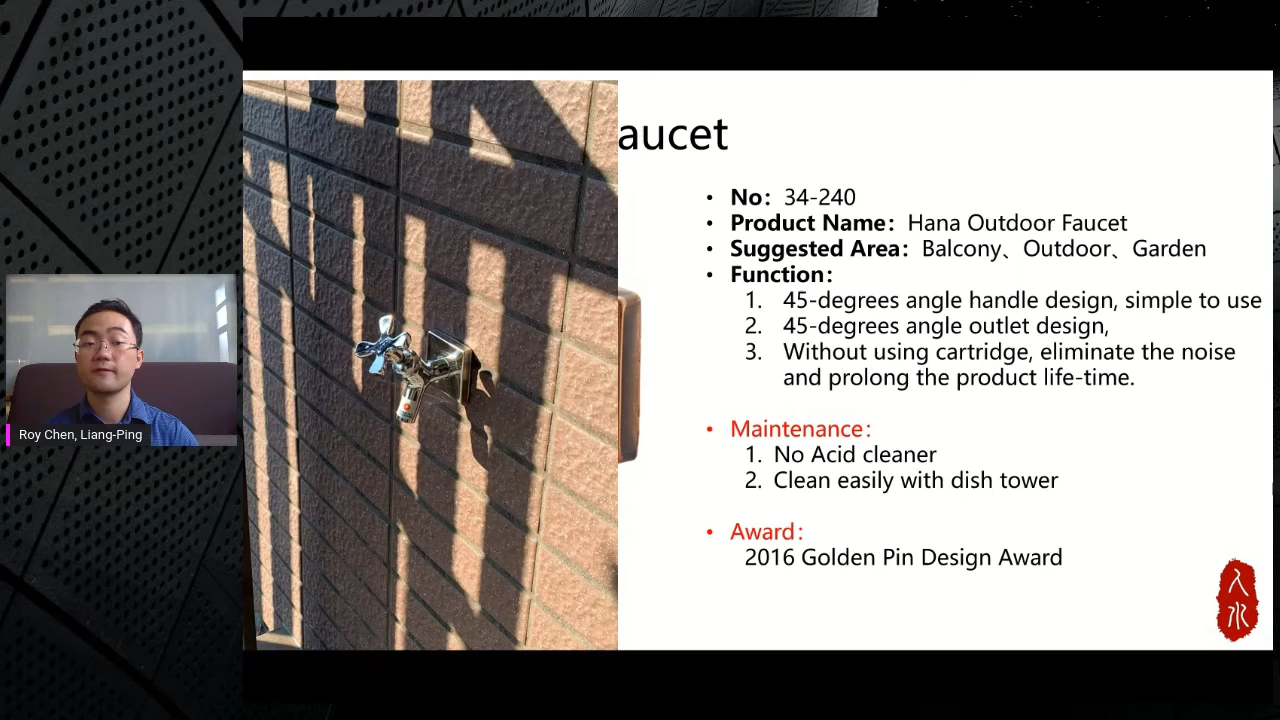 aucet
• No： 34-240
• Product Name： Hana Outdoor Faucet
• Suggested Area： Balcony、Outdoor、Garden
• Function：
1. 45-degrees angle handle design, simple to use
2. 45-degrees angle outlet design,
3. Without using cartridge, eliminate the noise
and prolong the product life-time.
• Maintenance：
1. No Acid cleaner
2. Clean easily with dish tower
• Award：
2016 Golden Pin Design Award
入
水
Roy Chen, Liang-Ping